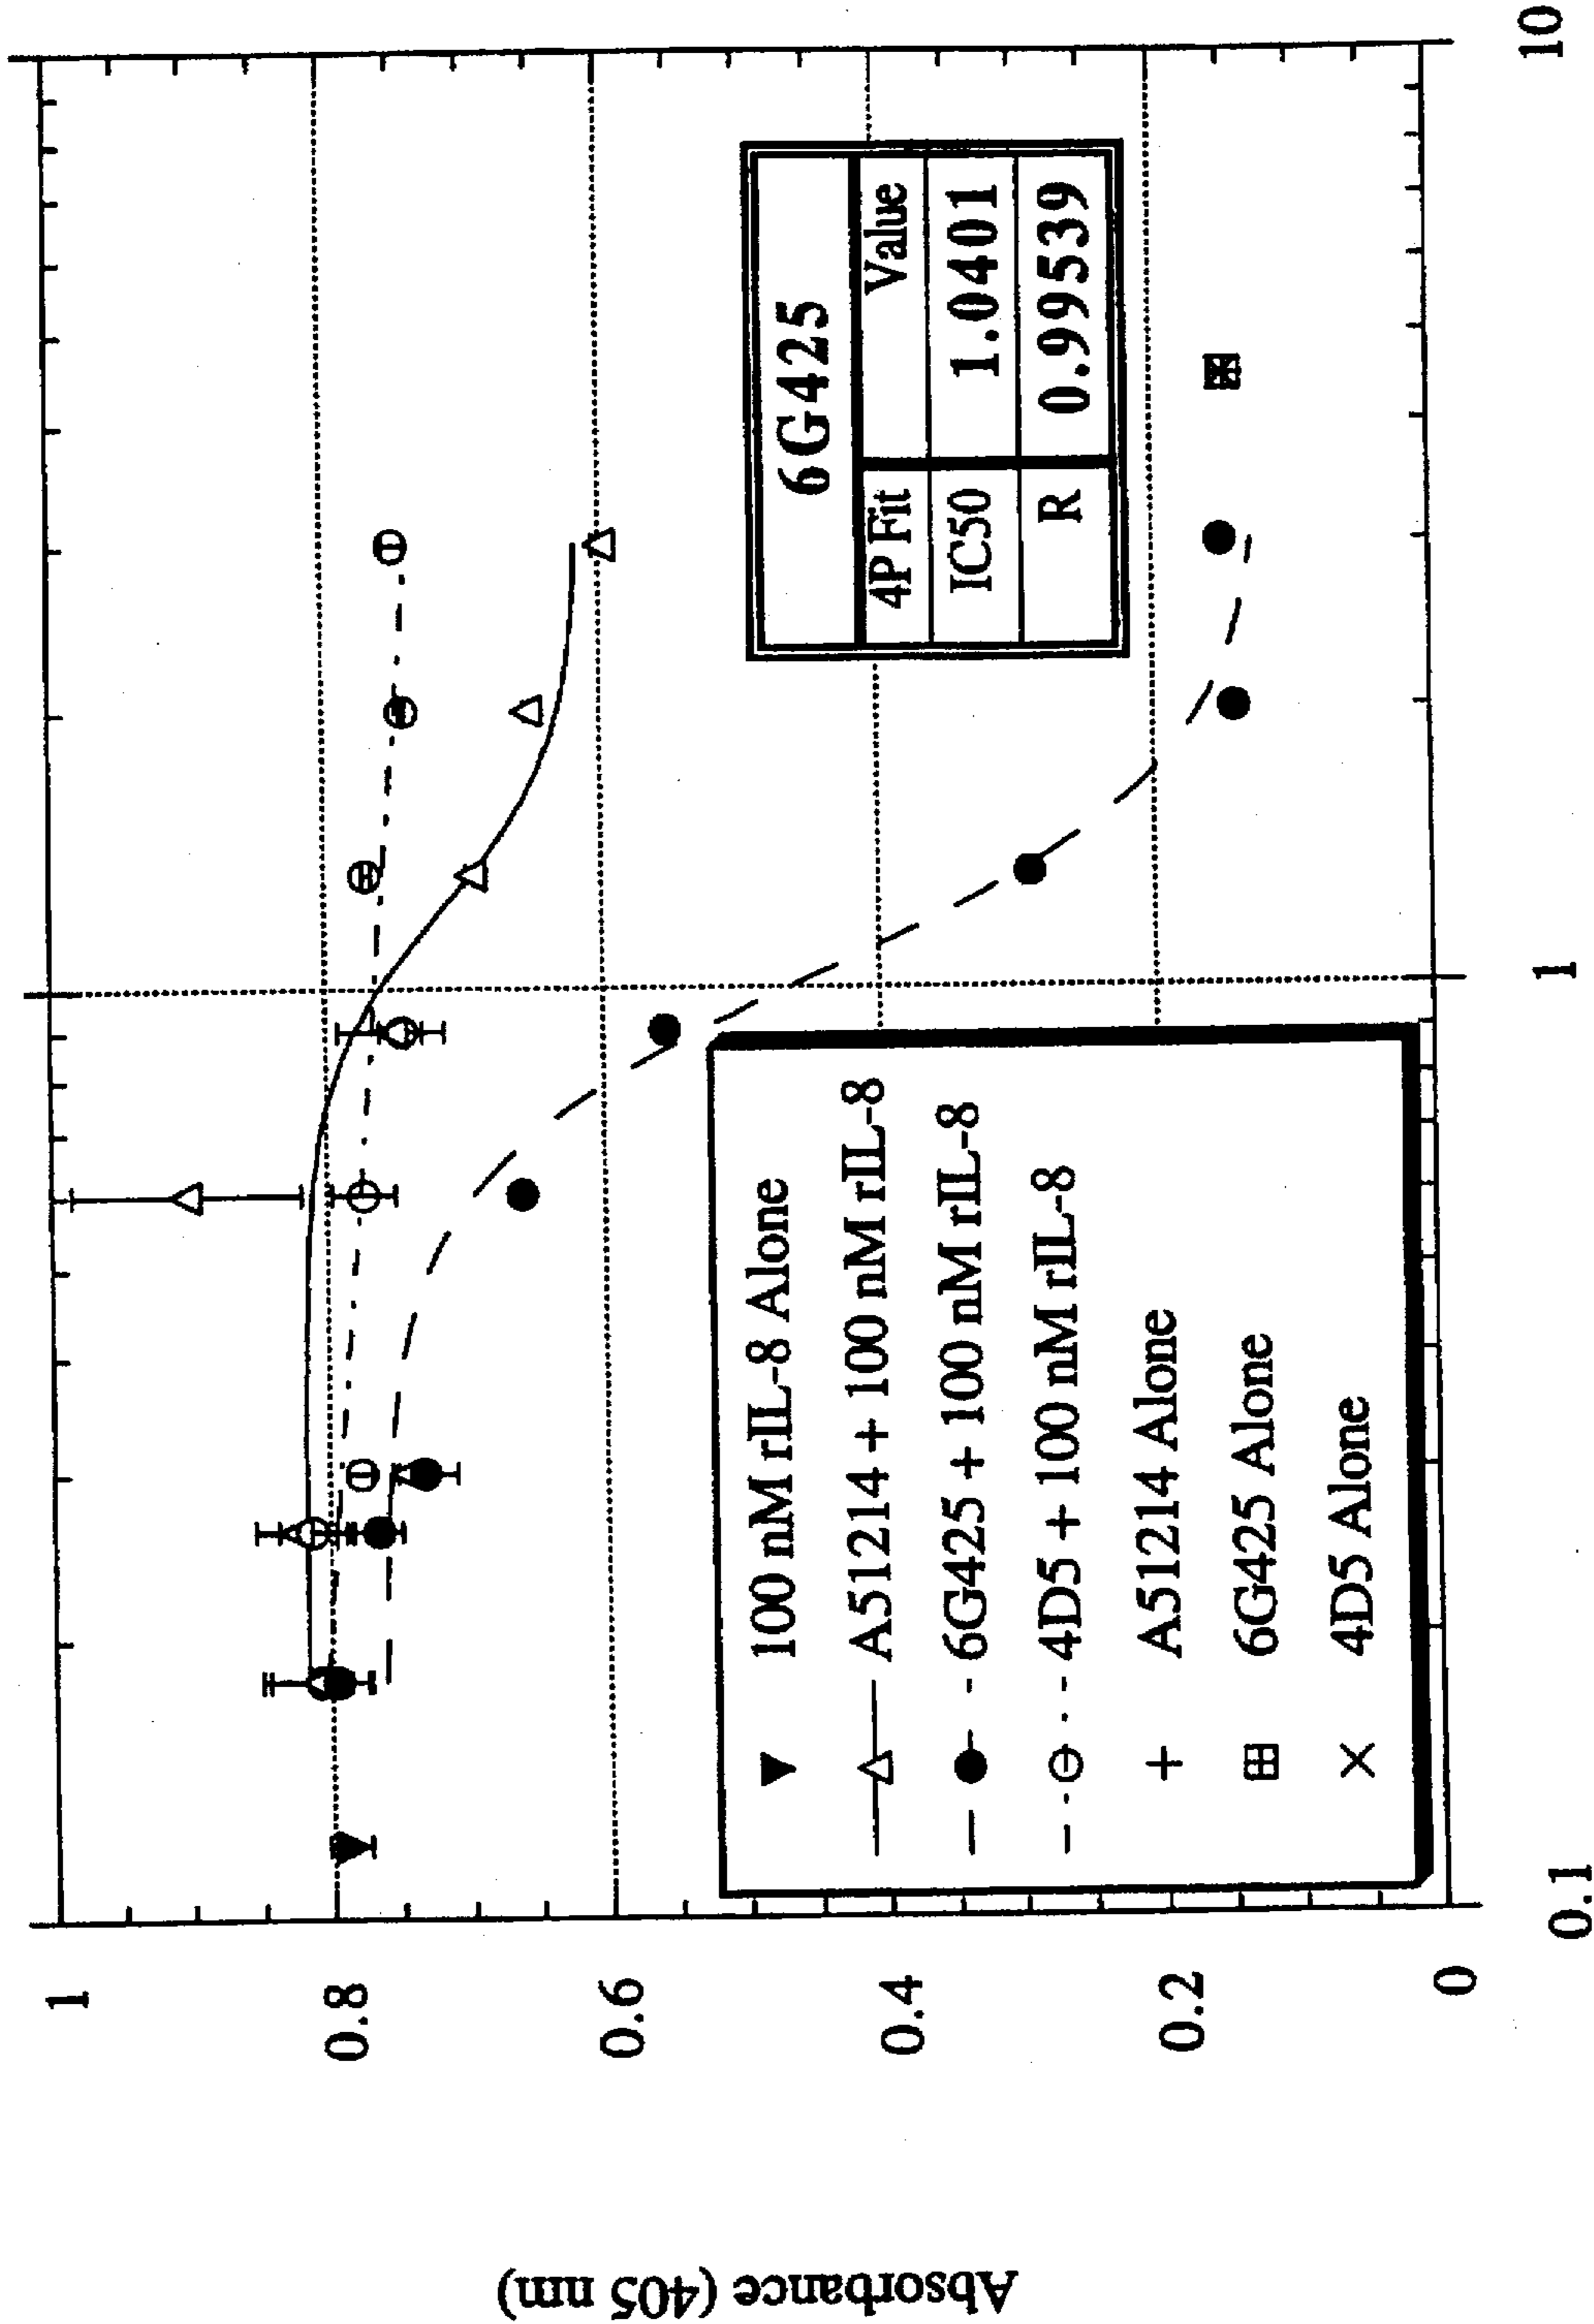 Absorbance (405 nm)
1
0.8
0.6
0.4
0.2
0
0.1
1
10
100 nM rIL-8 Alone
A51214 + 100 nM rIL-8
6G425 + 100 nM rIL-8
4D5 + 100 nM rIL-8
A51214 Alone
6G425 Alone
4D5 Alone
6G425
4P Fit Value
IC50 1.0401
R 0.99539